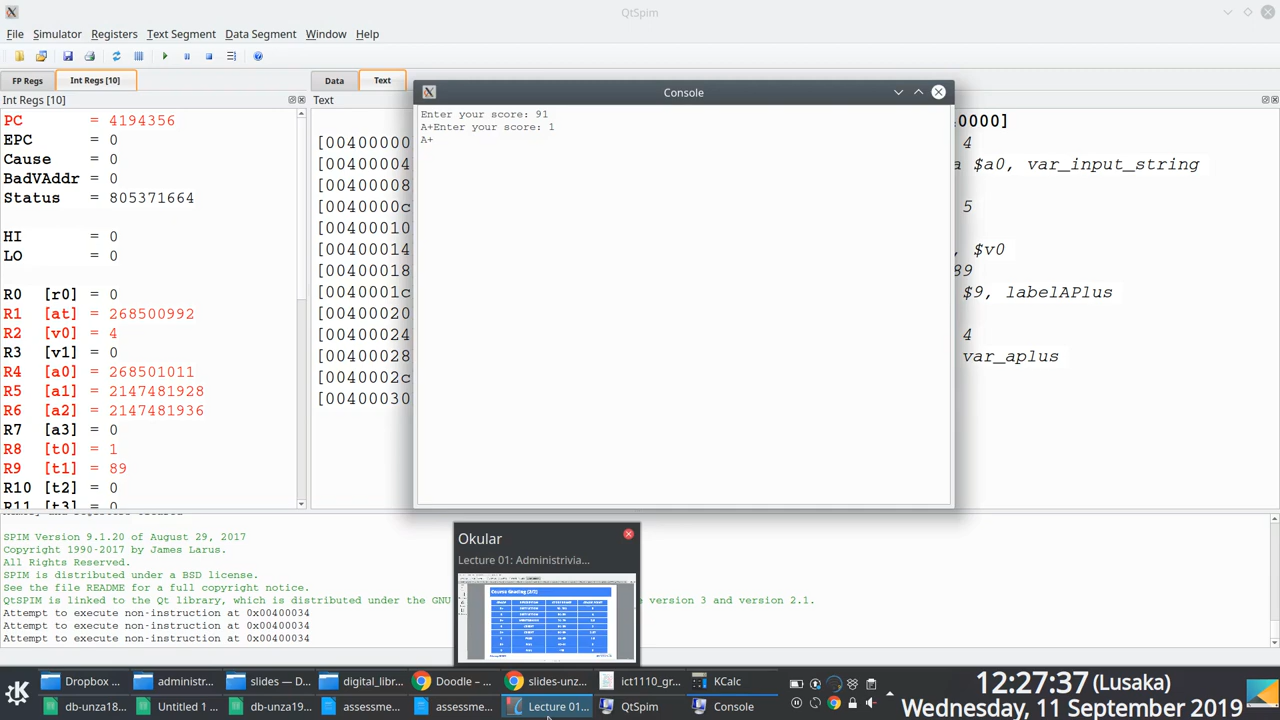 QtSpim
File Simulator Registers Text Segment Data Segment Window Help
FP Regs Int Regs [10] Data Text
Int Regs [10] Text
PC = 4194356
EPC = 0
Cause = 0
BadVAddr = 0
Status = 805371664
HI = 0
LO = 0
R0 [r0] = 0
R1 [at] = 268500992
R2 [v0] = 4
R3 [v1] = 0
R4 [a0] = 268501011
R5 [a1] = 2147481928
R6 [a2] = 2147481936
R7 [a3] = 0
R8 [t0] = 1
R9 [t1] = 89
R10 [t2] = 0
R11 [t3] = 0
[00400000
[00400004
[00400008
[0040000c
[00400010
[00400014
[00400018
[0040001c
[00400020
[00400024
[00400028
[0040002c
[00400030
Console
Enter your score: 91
A+Enter your score: 1
A+
0000]
4
a $a0, var_input_string
5
, $v0
89
$9, labelAPlus
4
var_aplus
SPIM Version 9.1.20 of August 29, 2017
Copyright 1990-2017 by James Larus.
All Rights Reserved.
SPIM is distributed under a BSD license.
See the file README for a full copyright notice.
QtSPIM is linked to the Qt library, which is distributed under the GNU
e version 3 and version 2
Attempt to execute non-instruction at 0x00400034
Attempt to execute non-instruction at 0x00400034
Attempt to execute non-instruction at 0x00400034
Okular
Lecture 01: Administrivia...
Course Grading (2/2)
Dropbox ... administr... slides — D... digital_libr... Doodle – ... slides-unz... ict1110_gr... KCalc
db-unza18... Untitled 1 ... db-unza19... assessme... assessme... Lecture 01... QtSpim Console
12:27:37 (Lusaka)
Wednesday, 11 September 2019